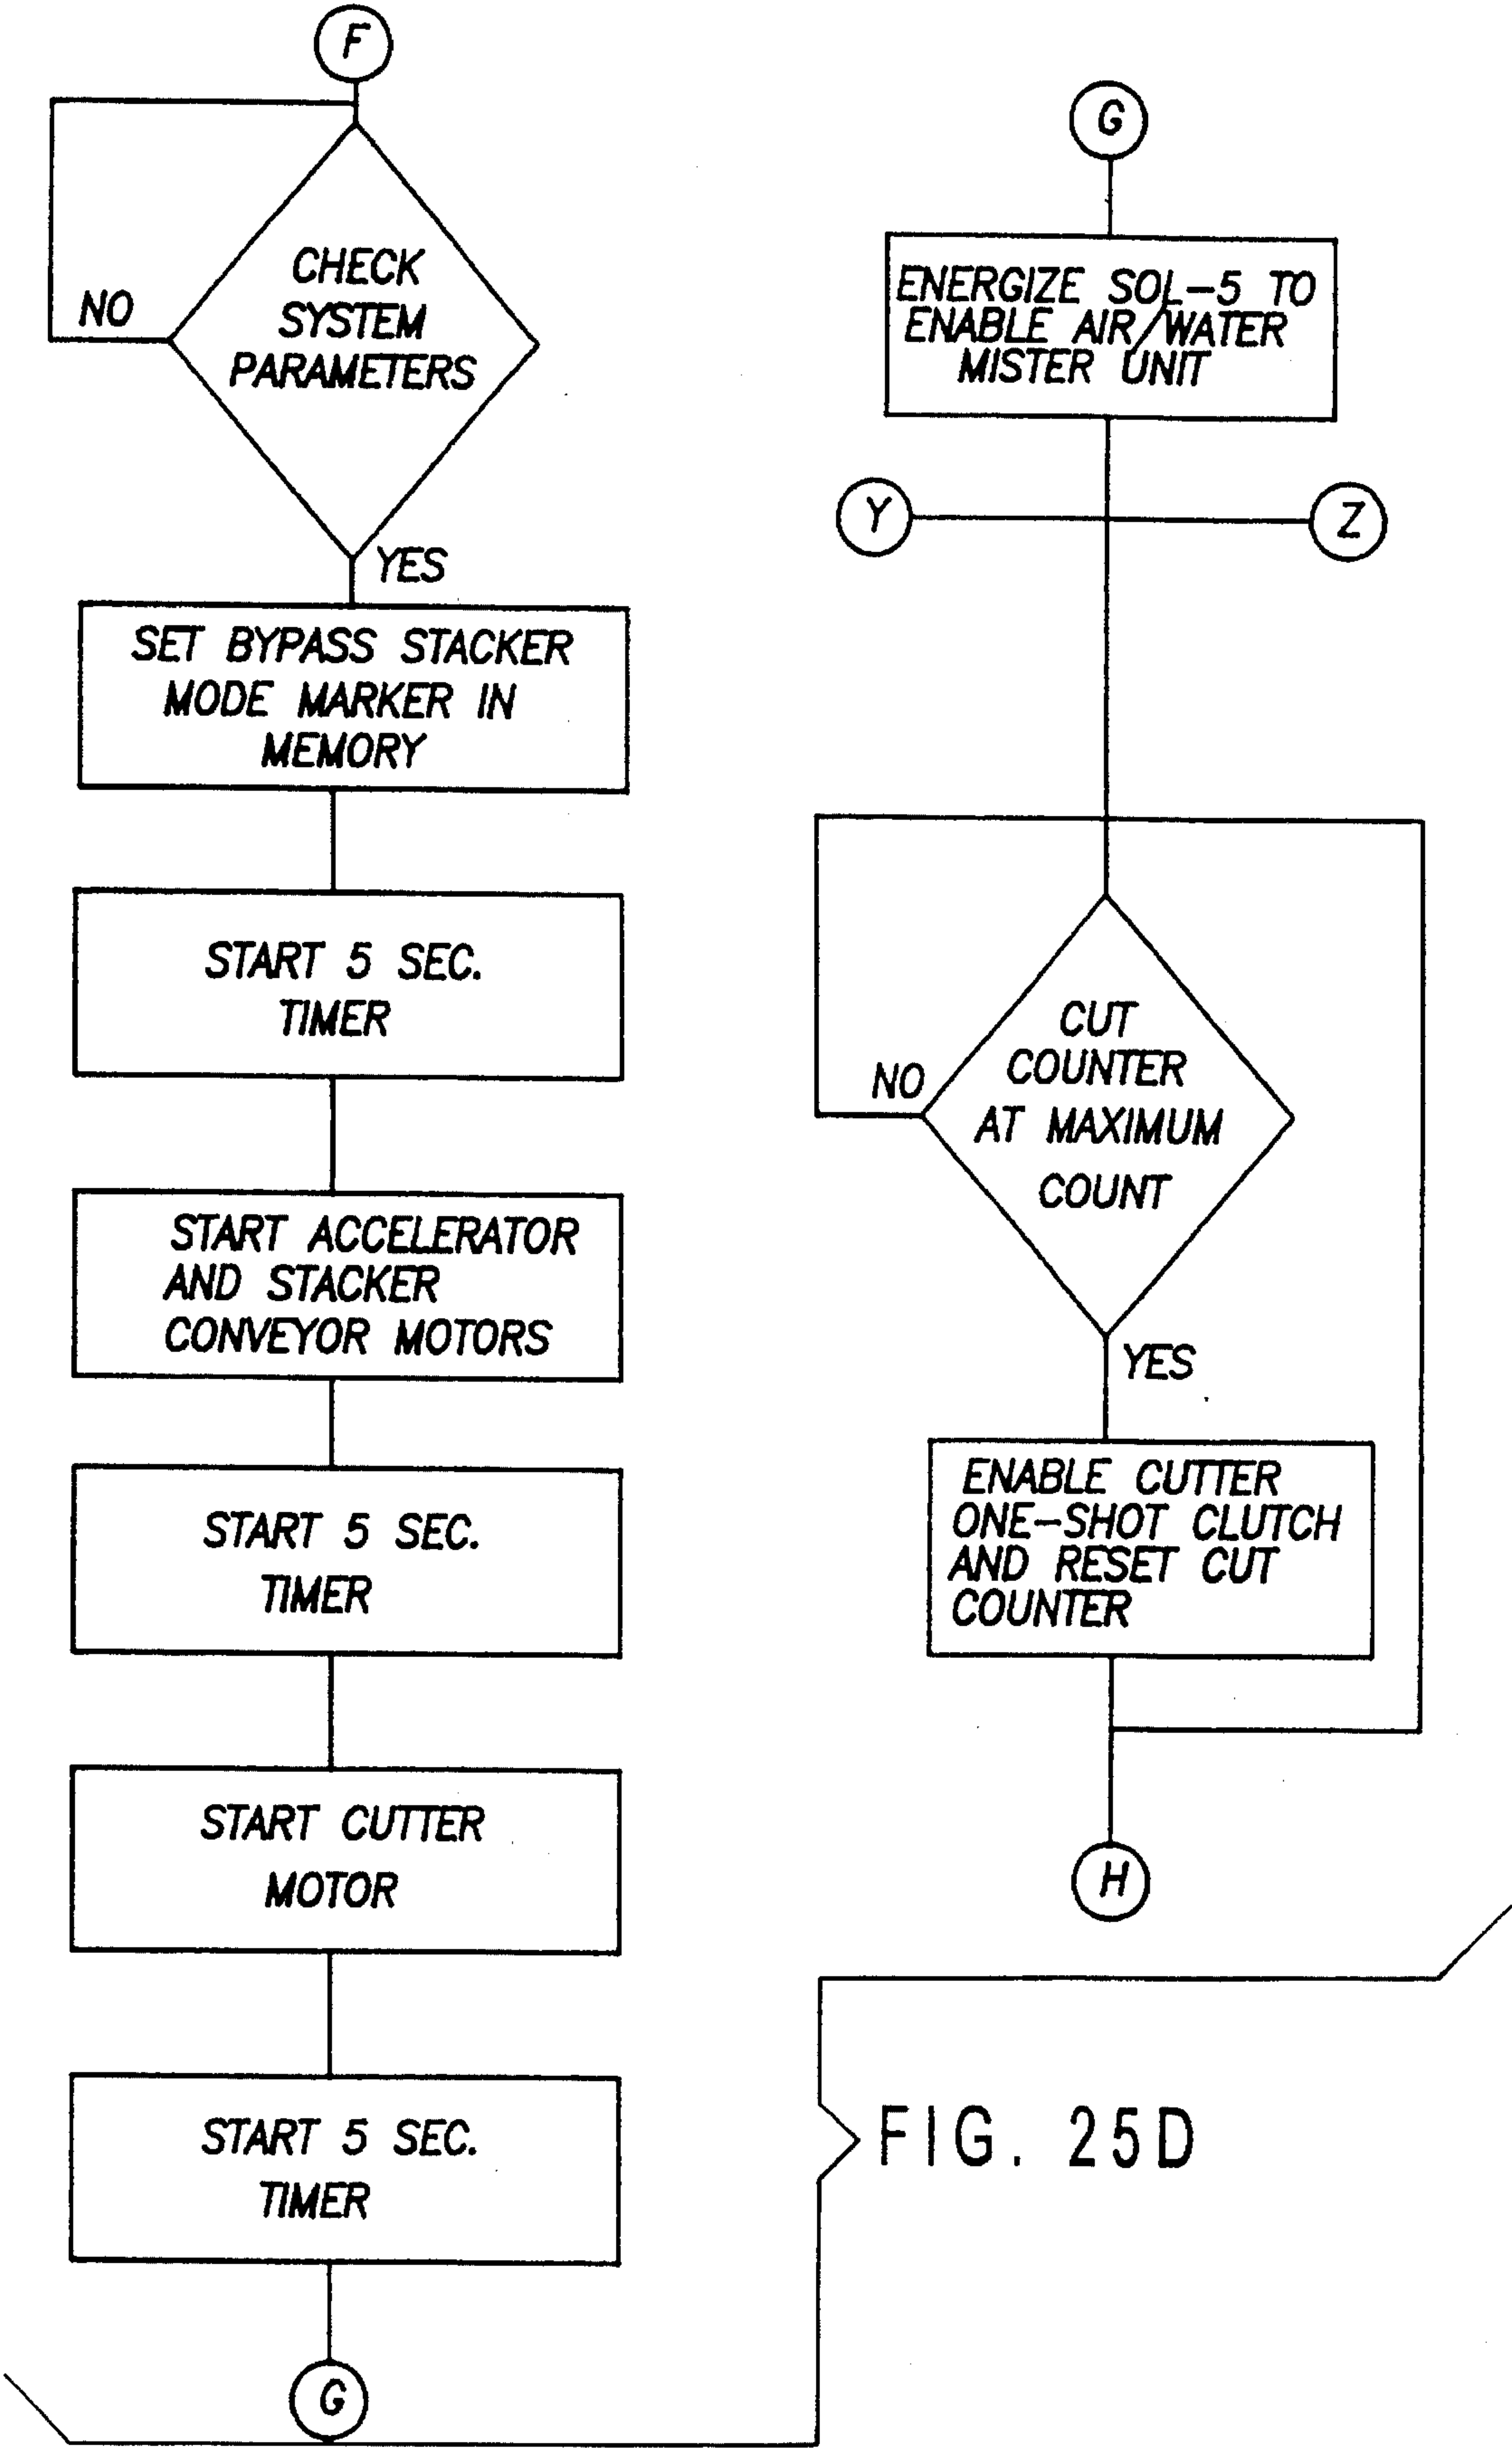 F
CHECK
SYSTEM
PARAMETERS
NO
YES
SET BYPASS STACKER
MODE MARKER IN
MEMORY
START 5 SEC.
TIMER
START ACCELERATOR
AND STACKER
CONVEYOR MOTORS
START 5 SEC.
TIMER
START CUTTER
MOTOR
START 5 SEC.
TIMER
G
G
ENERGIZE SOL-5 TO
ENABLE AIR/WATER
MISTER UNIT
Y
Z
CUT
COUNTER
AT MAXIMUM
COUNT
NO
YES
ENABLE CUTTER
ONE-SHOT CLUTCH
AND RESET CUT
COUNTER
H
FIG. 25D